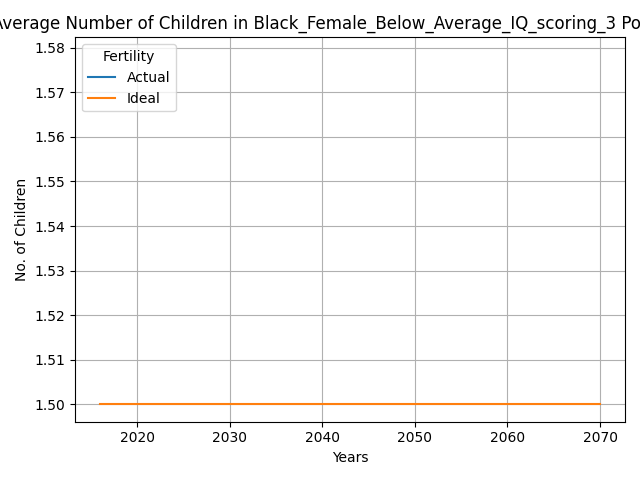 Average Number of Children in Black_Female_Below_Average_IQ_scoring_3 Po
Fertility
Actual
Ideal
No. of Children
1.58
1.57
1.56
1.55
1.54
1.53
1.52
1.51
1.50
2020 2030 2040 2050 2060 2070
Years